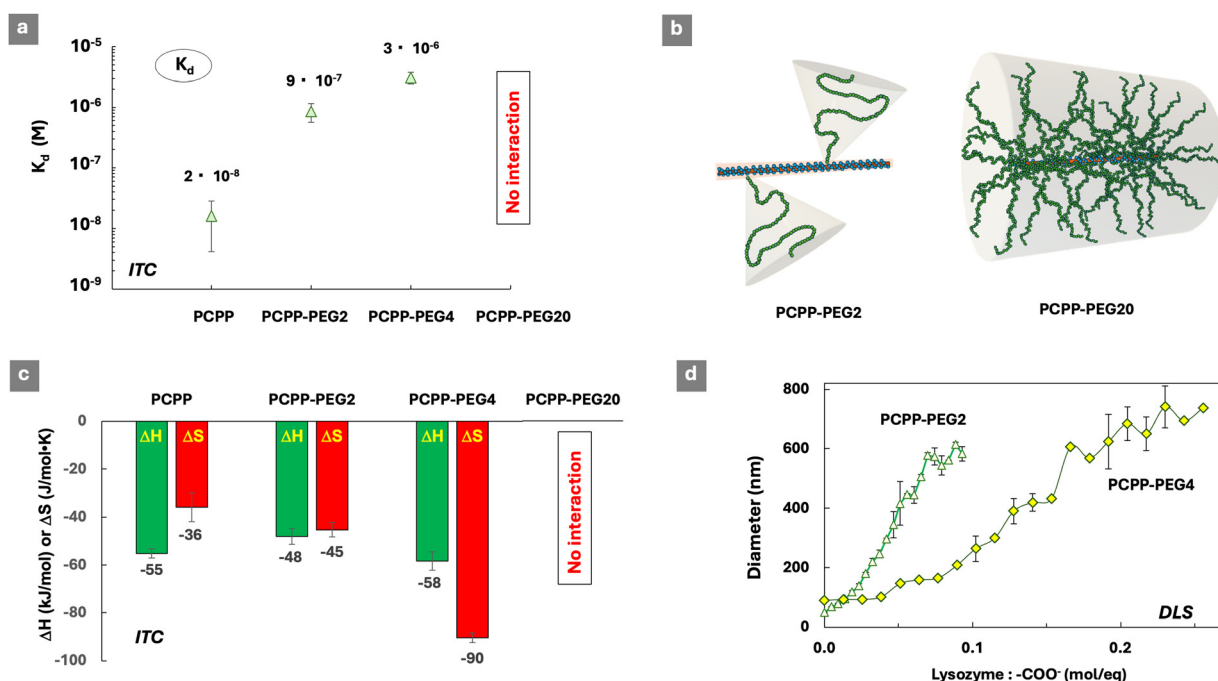 a
K_d (M)
10⁻⁵
10⁻⁶
10⁻⁷
10⁻⁸
10⁻⁹
K_d
2 · 10⁻⁸
9 · 10⁻⁷
3 · 10⁻⁶
No interaction
ITC
PCPP
PCPP-PEG2
PCPP-PEG4
PCPP-PEG20
b
PCPP-PEG2
PCPP-PEG20
c
PCPP
PCPP-PEG2
PCPP-PEG4
PCPP-PEG20
ΔH (kJ/mol) or ΔS (J/mol•K)
0
-20
-40
-60
-80
-100
ΔH
ΔS
ΔH
ΔS
ΔH
ΔS
-55
-36
-48
-45
-58
-90
No interaction
ITC
d
Diameter (nm)
800
600
400
200
0
PCPP-PEG2
PCPP-PEG4
DLS
0.0
0.1
0.2
Lysozyme : -COO⁻ (mol/eq)